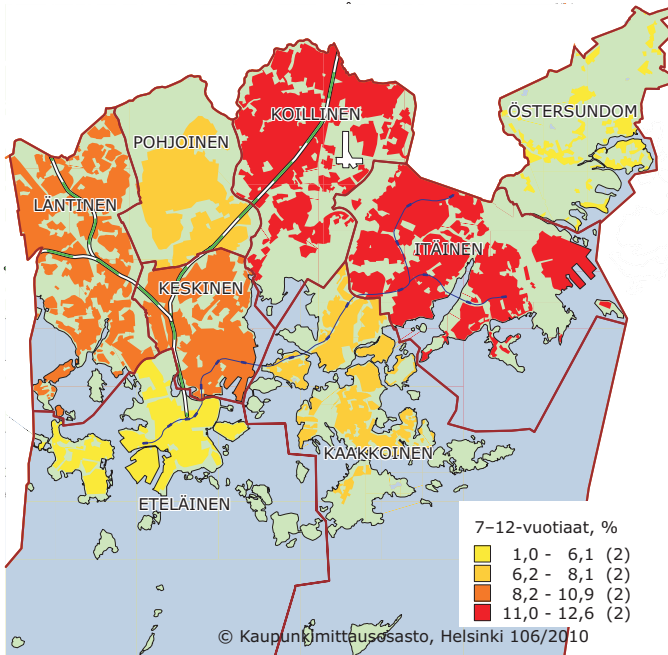 KOILLINEN
ÖSTERSUNDOM
POHJOINEN
LÄNTINEN
ITÄINEN
KESKINEN
KAAKKOINEN
ETELÄINEN
7–12-vuotiaat, %
1,0 - 6,1 (2)
6,2 - 8,1 (2)
8,2 - 10,9 (2)
11,0 - 12,6 (2)
© Kaupunkimittausosasto, Helsinki 106/2010